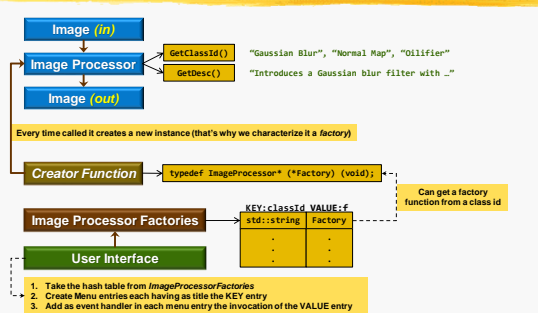 Image (in)
Image Processor
Image (out)
GetClassId()
GetDesc()
"Gaussian Blur", "Normal Map", "Oilifier"
"Introduces a Gaussian blur filter with …"
Every time called it creates a new instance (that's why we characterize it a factory)
Creator Function
typedef ImageProcessor* (*Factory) (void);
Can get a factory
function from a class id
Image Processor Factories
KEY:classId VALUE:f
std::string Factory
. .
. .
. .
User Interface
1. Take the hash table from ImageProcessorFactories
2. Create Menu entries each having as title the KEY entry
3. Add as event handler in each menu entry the invocation of the VALUE entry